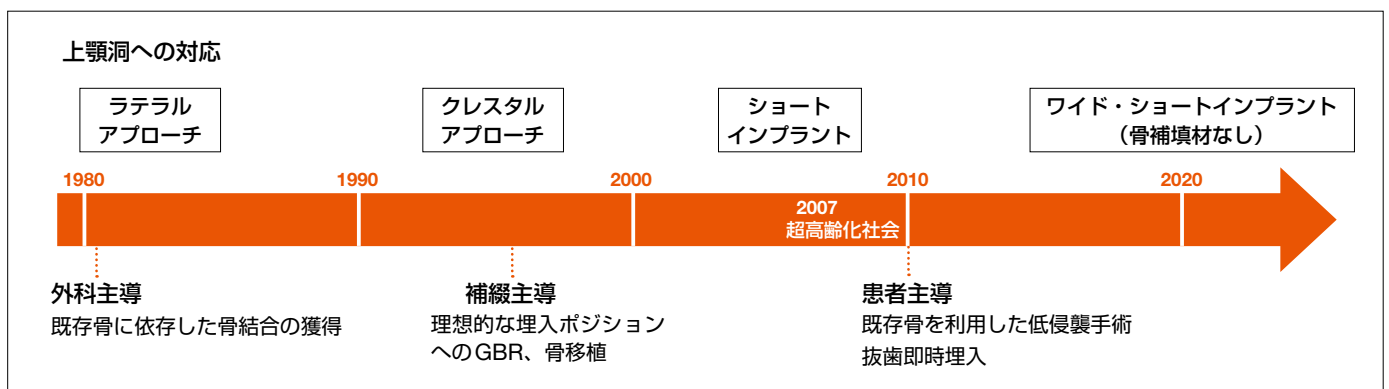 上顎洞への対応
ラテラル
アプローチ
クレスタル
アプローチ
ショート
インプラント
ワイド・ショートインプラント
（骨補填材なし）
1980
1990
2000
2010
2020
2007
超高齢化社会
外科主導
既存骨に依存した骨結合の獲得
補綴主導
理想的な埋入ポジション
へのGBR、骨移植
患者主導
既存骨を利用した低侵襲手術
抜歯即時埋入